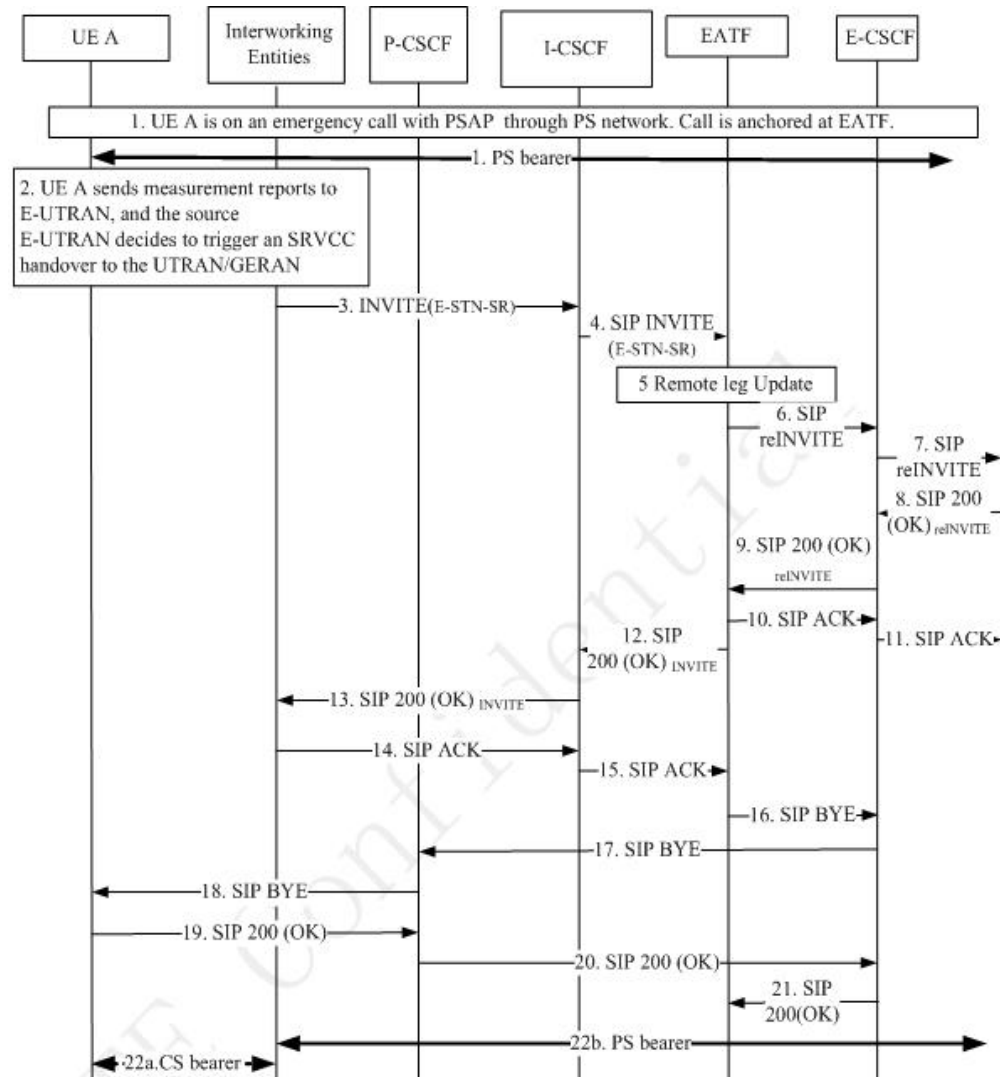 UE A
Interworking
Entities
P-CSCF
I-CSCF
EATF
E-CSCF
1. UE A is on an emergency call with PSAP through PS network. Call is anchored at EATF.
1. PS bearer
2. UE A sends measurement reports to
E-UTRAN, and the source
E-UTRAN decides to trigger an SRVCC
handover to the UTRAN/GERAN
3. INVITE(E-STN-SR)
4. SIP INVITE
(E-STN-SR)
5 Remote leg Update
6. SIP
reINVITE
7. SIP
reINVITE
8. SIP 200
(OK) reINVITE
9. SIP 200 (OK)
reINVITE
10. SIP ACK
11. SIP ACK
12. SIP
200 (OK) INVITE
13. SIP 200 (OK) INVITE
14. SIP ACK
15. SIP ACK
16. SIP BYE
17. SIP BYE
18. SIP BYE
19. SIP 200 (OK)
20. SIP 200 (OK)
21. SIP
200(OK)
22b. PS bearer
22a.CS bearer
Confidential